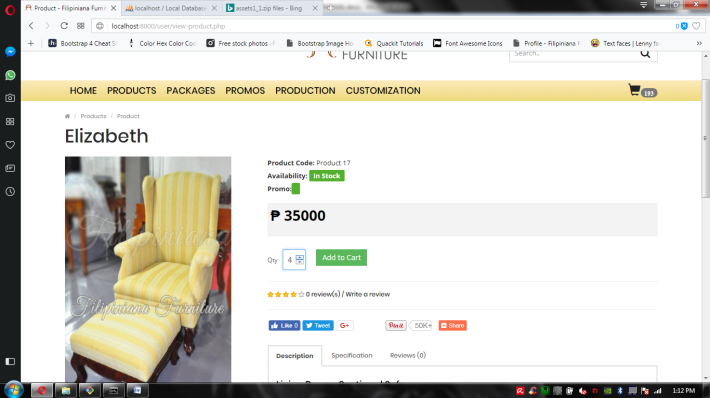 Product - Filipiniana Furni
localhost / Local Database
assets1_1.zip files - Bing
localhost:8000/user/view-product.php
Bootstrap 4 Cheat S
Color Hex Color Cod
Free stock photos
Bootstrap Image Ho
Quackit Tutorials
Font Awesome Icons
Profile - Filipiniana F
Text faces | Lenny fa
FURNITURE
Search..
HOME PRODUCTS PACKAGES PROMOS PRODUCTION CUSTOMIZATION
193
/ Products / Product
Elizabeth
Product Code: Product 17
Availability: In Stock
Promo:
₱ 35000
Qty 4 Add to Cart
Filipiniana
Filipiniana Furniture
0 review(s) / Write a review
Like 0 Tweet G+ Pin it 50K+ Share
Description Specification Reviews (0)
1:12 PM